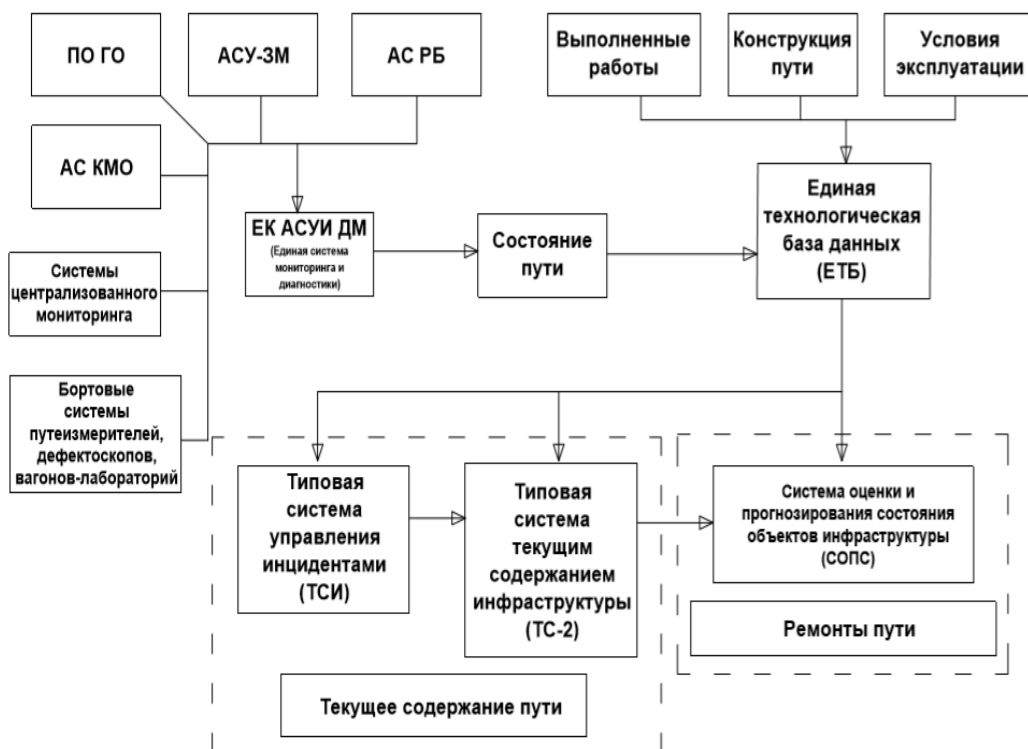 ПО ГО
АСУ-ЗМ
АС РБ
Выполненные
работы
Конструкция
пути
Условия
эксплуатации
АС КМО
ЕК АСУИ ДМ
(Единая система
мониторинга и
диагностики)
Состояние
пути
Единая
технологическая
база данных
(ЕТБ)
Системы
централизованного
мониторинга
Бортовые
системы
путеизмерителей,
дефектоскопов,
вагонов-лабораторий
Типовая
система
управления
инцидентами
(ТСИ)
Типовая
система
текущим
содержанием
инфраструктуры
(ТС-2)
Система оценки и
прогнозирования состояния
объектов инфраструктуры
(СОПС)
Ремонты пути
Текущее содержание пути